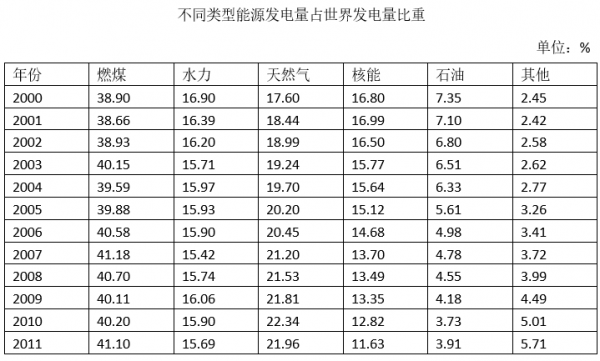 不同类型能源发电量占世界发电量比重
单位：%
年份 燃煤 水力 天然气 核能 石油 其他
2000 38.90 16.90 17.60 16.80 7.35 2.45
2001 38.66 16.39 18.44 16.99 7.10 2.42
2002 38.93 16.20 18.99 16.50 6.80 2.58
2003 40.15 15.71 19.24 15.77 6.51 2.62
2004 39.59 15.97 19.70 15.64 6.33 2.77
2005 39.88 15.93 20.20 15.12 5.61 3.26
2006 40.58 15.90 20.45 14.68 4.98 3.41
2007 41.18 15.42 21.20 13.70 4.78 3.72
2008 40.70 15.74 21.53 13.49 4.55 3.99
2009 40.11 16.06 21.81 13.35 4.18 4.49
2010 40.20 15.90 22.34 12.82 3.73 5.01
2011 41.10 15.69 21.96 11.63 3.91 5.71